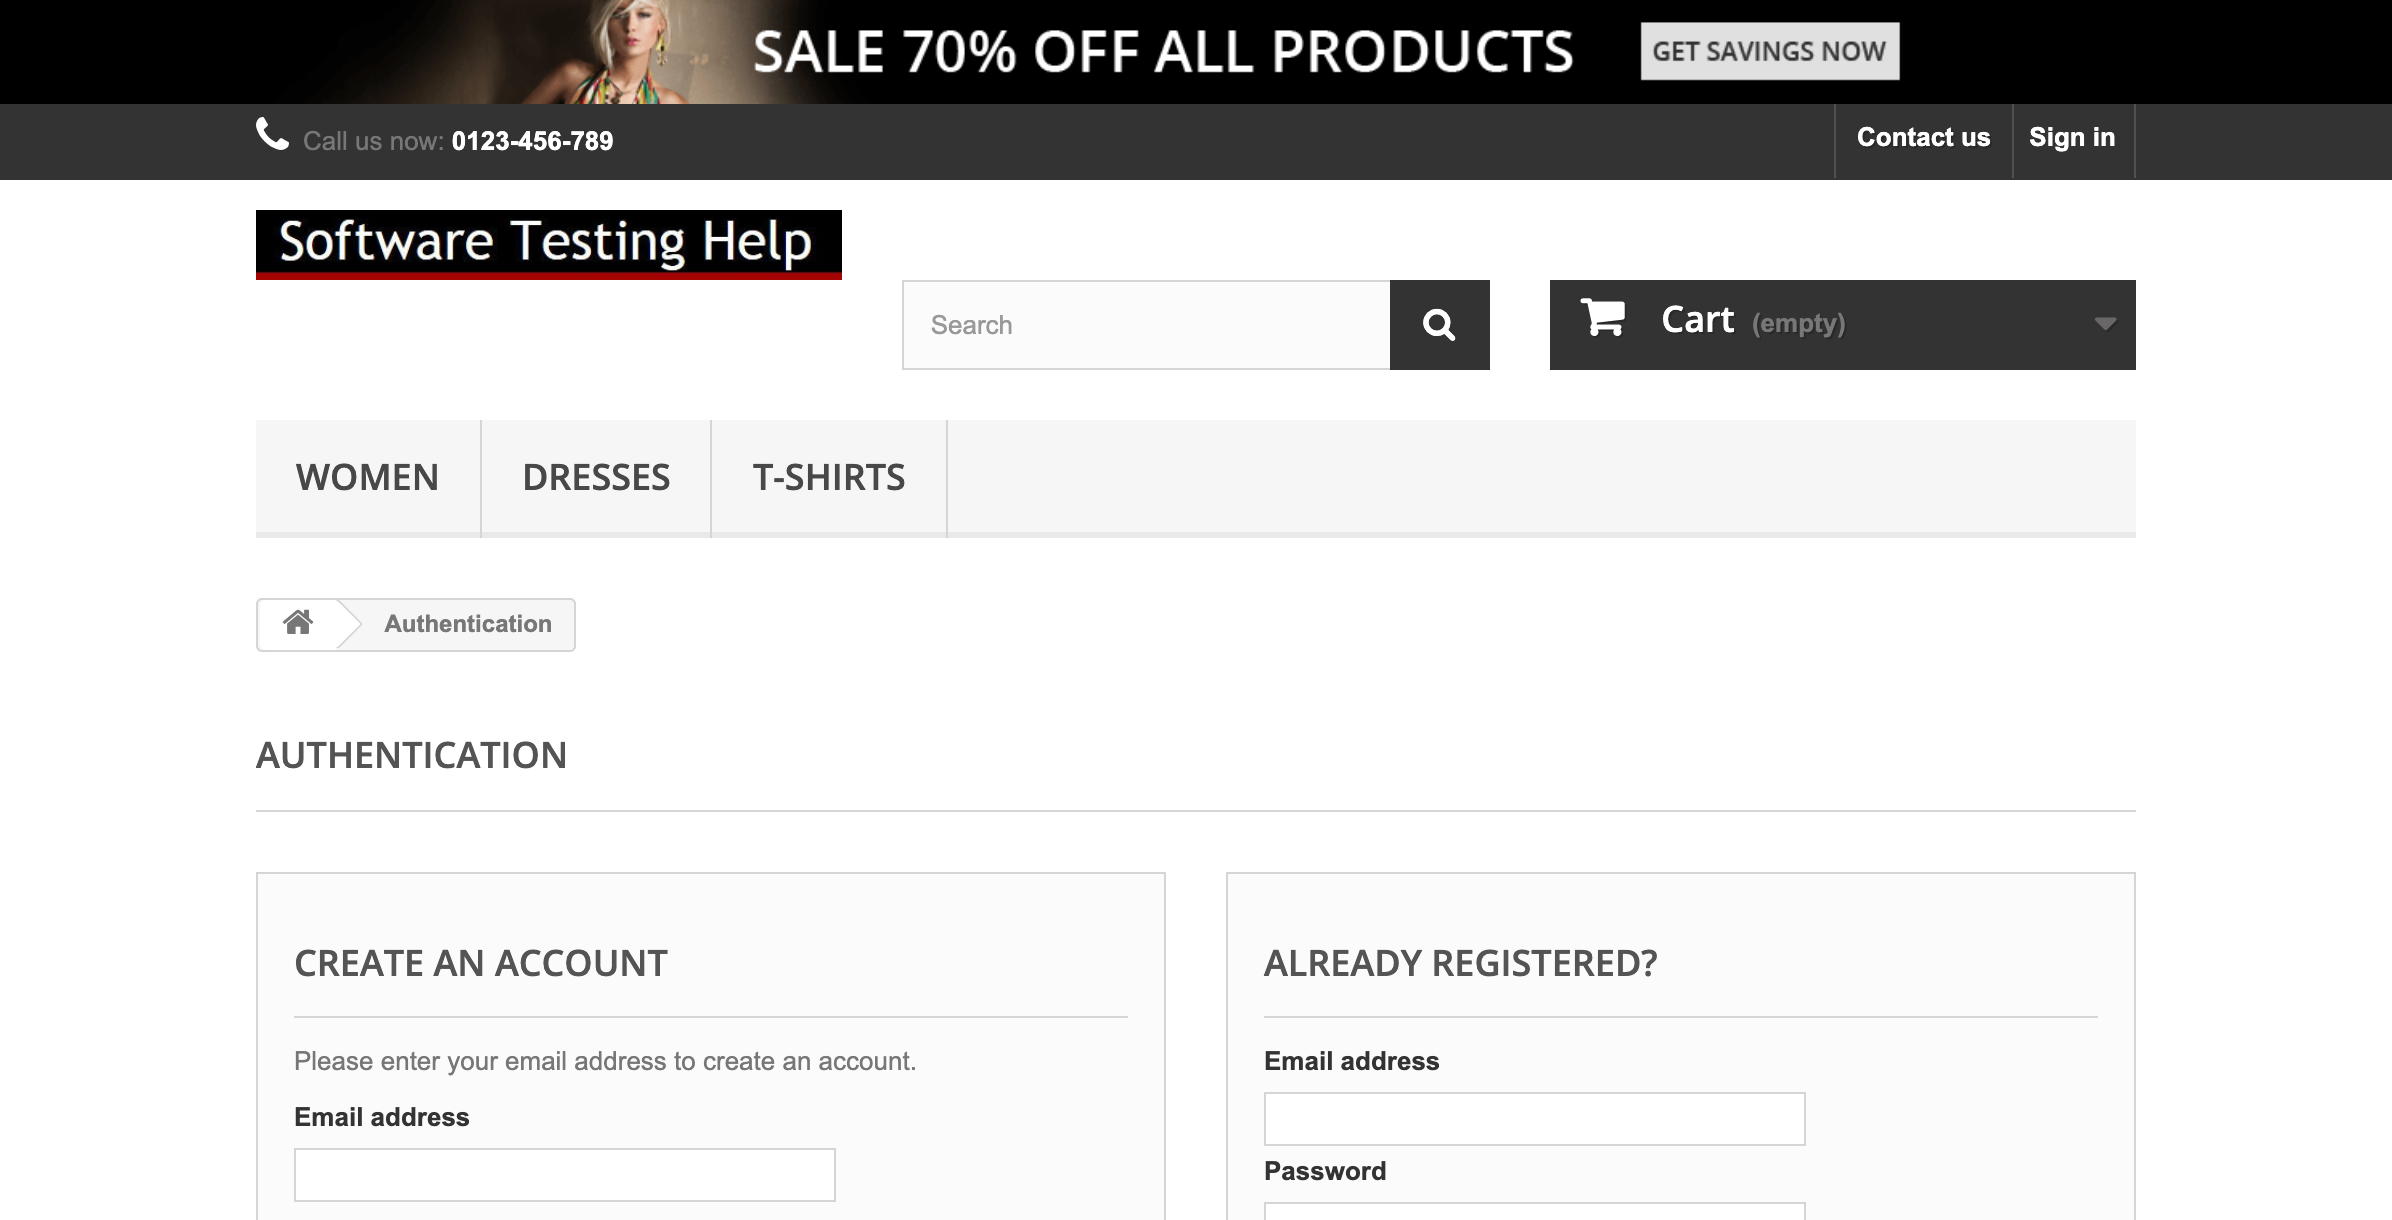 SALE 70% OFF ALL PRODUCTS GET SAVINGS NOW
Call us now: 0123-456-789 Contact us Sign in
Software Testing Help
Search Cart (empty)
WOMEN DRESSES T-SHIRTS
Authentication
AUTHENTICATION
CREATE AN ACCOUNT
Please enter your email address to create an account.
Email address
ALREADY REGISTERED?
Email address
Password